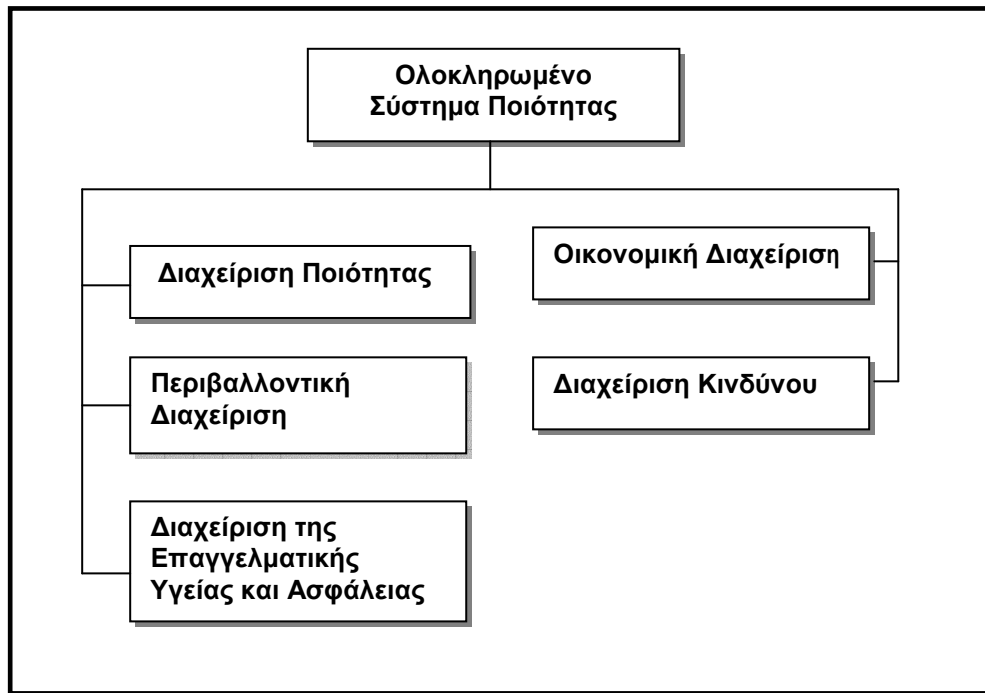 Ολοκληρωμένο
Σύστημα Ποιότητας
Διαχείριση Ποιότητας
Περιβαλλοντική
Διαχείριση
Διαχείριση της
Επαγγελματικής
Υγείας και Ασφάλειας
Οικονομική Διαχείριση
Διαχείριση Κινδύνου